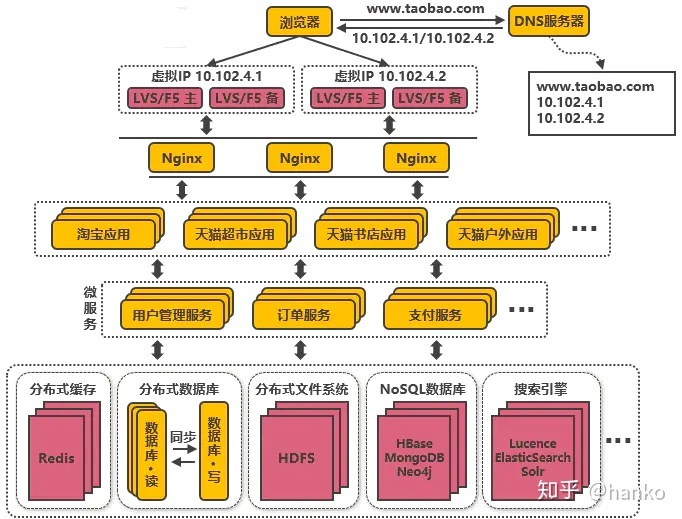 浏览器
www.taobao.com
10.102.4.1/10.102.4.2
DNS服务器
www.taobao.com
10.102.4.1
10.102.4.2
虚拟IP 10.102.4.1
LVS/F5 主
LVS/F5 备
虚拟IP 10.102.4.2
LVS/F5 主
LVS/F5 备
Nginx
Nginx
Nginx
淘宝应用
天猫超市应用
天猫书店应用
天猫户外应用
...
微服务
用户管理服务
订单服务
支付服务
...
分布式缓存
Redis
分布式数据库
数据库·读
同步
数据库·写
分布式文件系统
HDFS
NoSQL数据库
HBase
MongoDB
Neo4j
搜索引擎
Lucence
ElasticSearch
Solr
...
知乎 @hanko